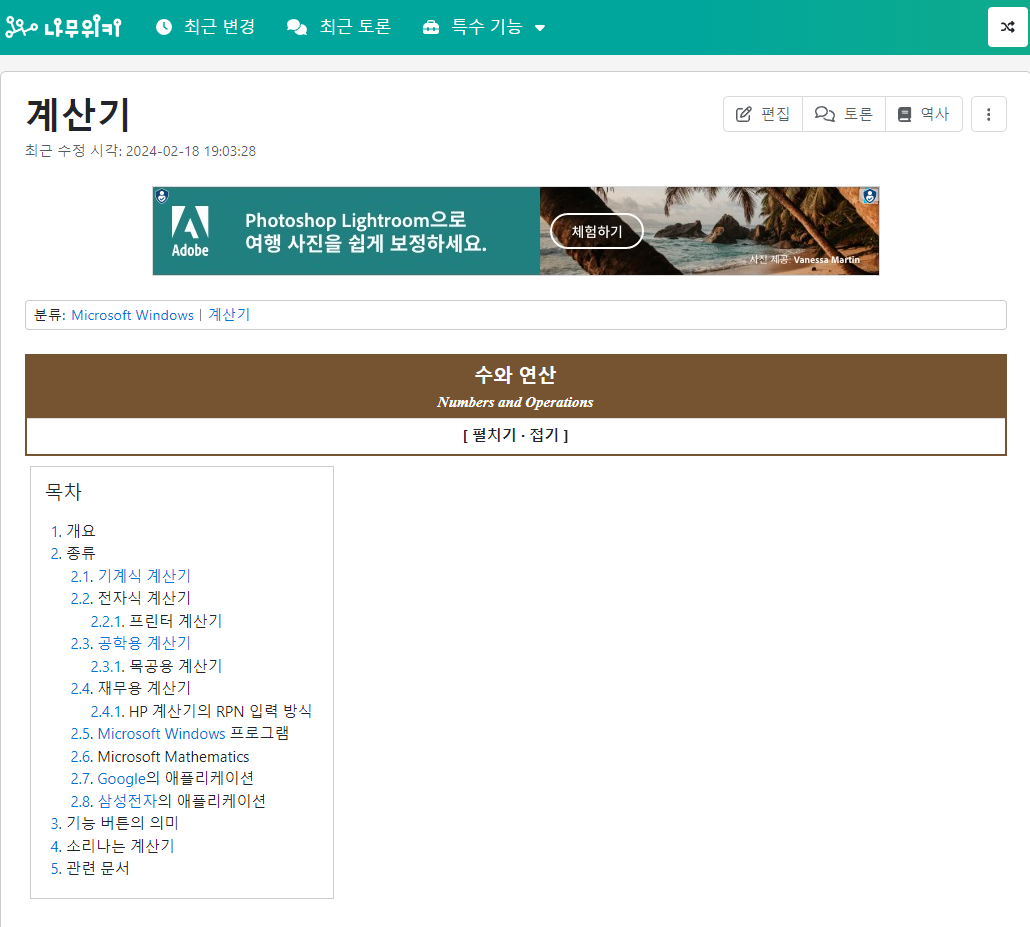 나무위키 최근 변경 최근 토론 특수 기능
계산기
편집 토론 역사
최근 수정 시각: 2024-02-18 19:03:28
Adobe
Photoshop Lightroom으로
여행 사진을 쉽게 보정하세요.
체험하기
사진 제공: Vanessa Martin
분류: Microsoft Windows | 계산기
수와 연산
Numbers and Operations
[ 펼치기 · 접기 ]
목차
1. 개요
2. 종류
2.1. 기계식 계산기
2.2. 전자식 계산기
2.2.1. 프린터 계산기
2.3. 공학용 계산기
2.3.1. 목공용 계산기
2.4. 재무용 계산기
2.4.1. HP 계산기의 RPN 입력 방식
2.5. Microsoft Windows 프로그램
2.6. Microsoft Mathematics
2.7. Google의 애플리케이션
2.8. 삼성전자의 애플리케이션
3. 기능 버튼의 의미
4. 소리나는 계산기
5. 관련 문서